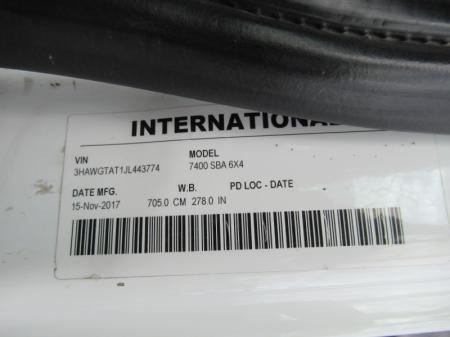 INTERNATIONAL
VIN MODEL
3HAWGTAT1JL443774 7400 SBA 6X4
DATE MFG. W.B. PD LOC - DATE
15-Nov-2017 705.0 CM 278.0 IN